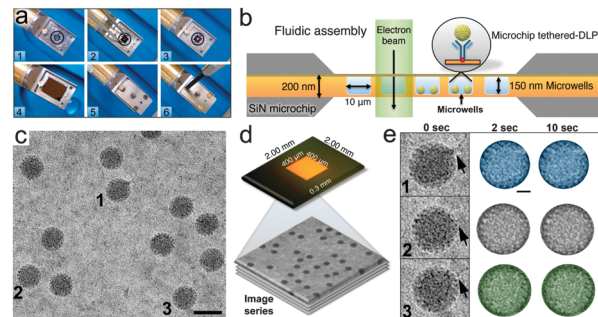 a
1
2
3
4
5
6
b
Fluidic assembly
Electron
beam
Microchip tethered-DLP
200 nm
10 µm
150 nm Microwells
SiN microchip
Microwells
c
1
2
3
d
2.00 mm
2.00 mm
400 µm
400 µm
0.3 mm
Image
series
e
0 sec
2 sec
10 sec
1
2
3